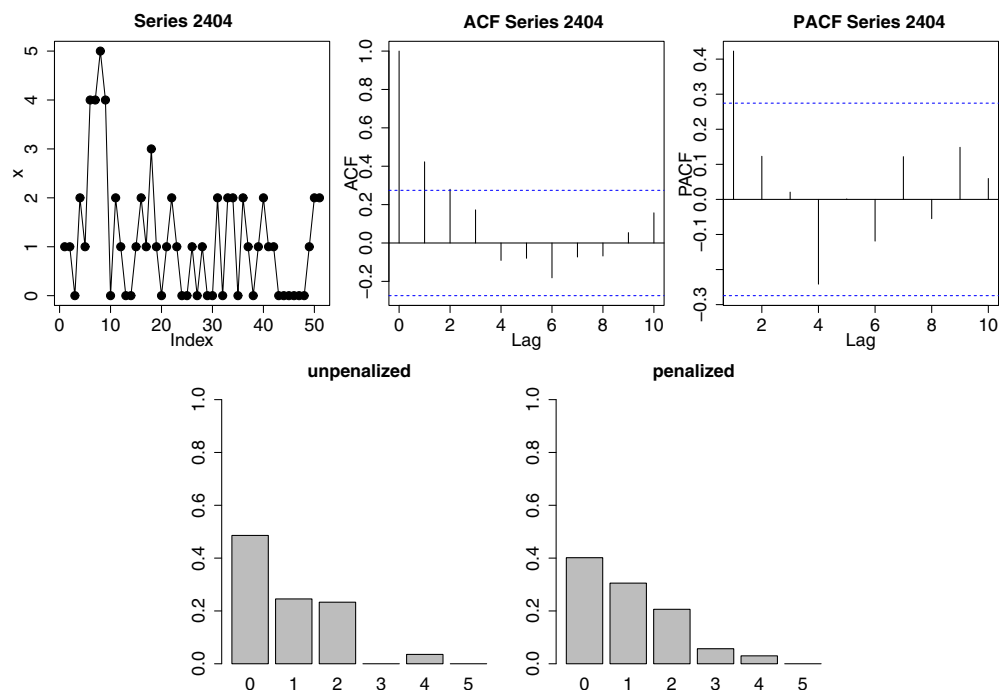 Series 2404
x
5
4
3
2
1
0
0 10 20 30 40 50
Index
ACF Series 2404
ACF
1.0
0.8
0.6
0.4
0.2
0.0
−0.2
0 2 4 6 8 10
Lag
PACF Series 2404
PACF
0.4
0.3
0.1
0.0
−0.1
−0.3
2 4 6 8 10
Lag
unpenalized
1.0
0.8
0.6
0.4
0.2
0.0
0 1 2 3 4 5
penalized
1.0
0.8
0.6
0.4
0.2
0.0
0 1 2 3 4 5